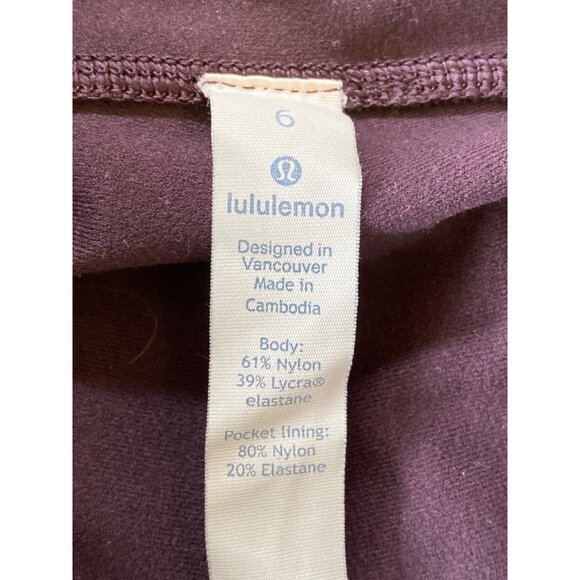 6
lululemon
Designed in
Vancouver
Made in
Cambodia
Body:
61% Nylon
39% Lycra®
elastane
Pocket lining:
80% Nylon
20% Elastane